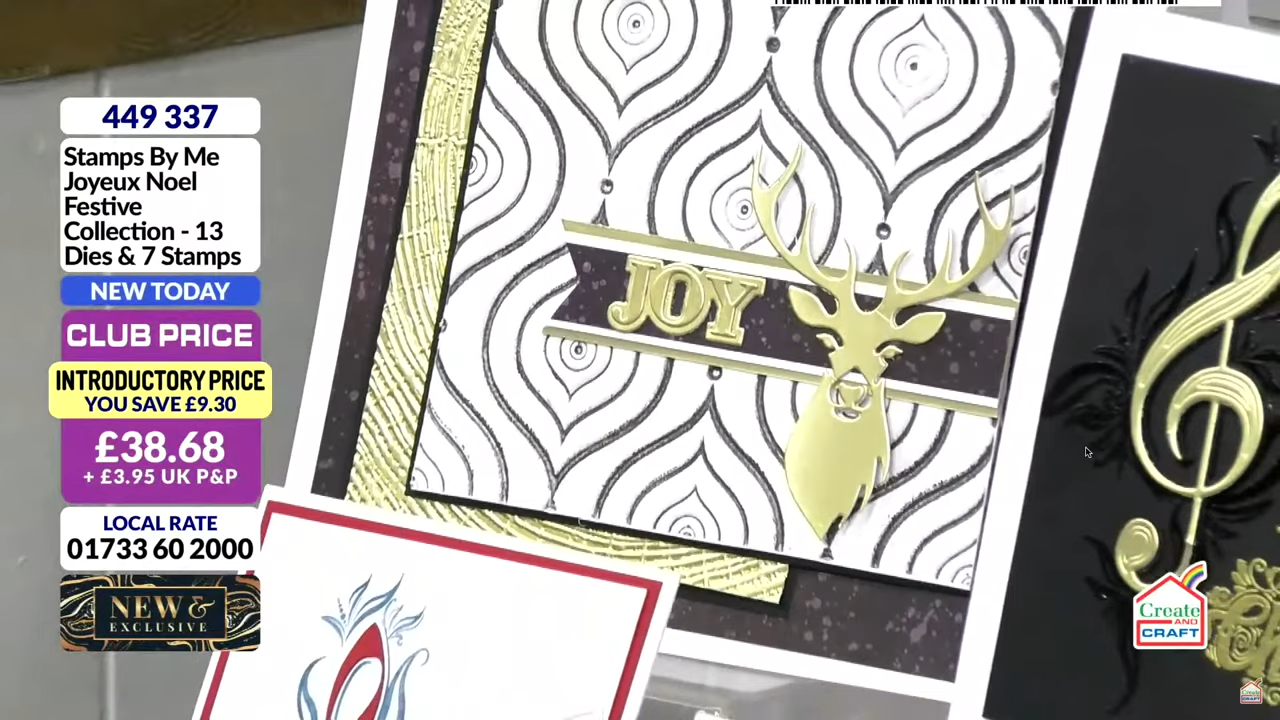 449 337
Stamps By Me
Joyeux Noel
Festive
Collection - 13
Dies & 7 Stamps
NEW TODAY
CLUB PRICE
INTRODUCTORY PRICE
YOU SAVE £9.30
£38.68
+ £3.95 UK P&P
LOCAL RATE
01733 60 2000
NEW &
EXCLUSIVE
JOY
Create
AND
CRAFT
Create
CRAFT